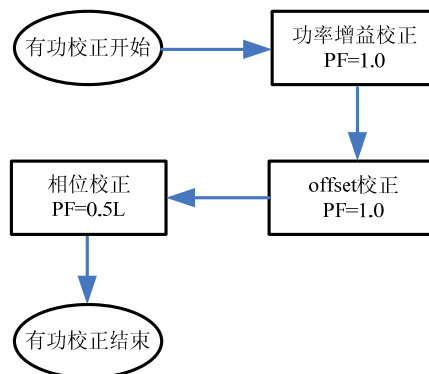 有功校正开始
功率增益校正
PF=1.0
offset校正
PF=1.0
相位校正
PF=0.5L
有功校正结束